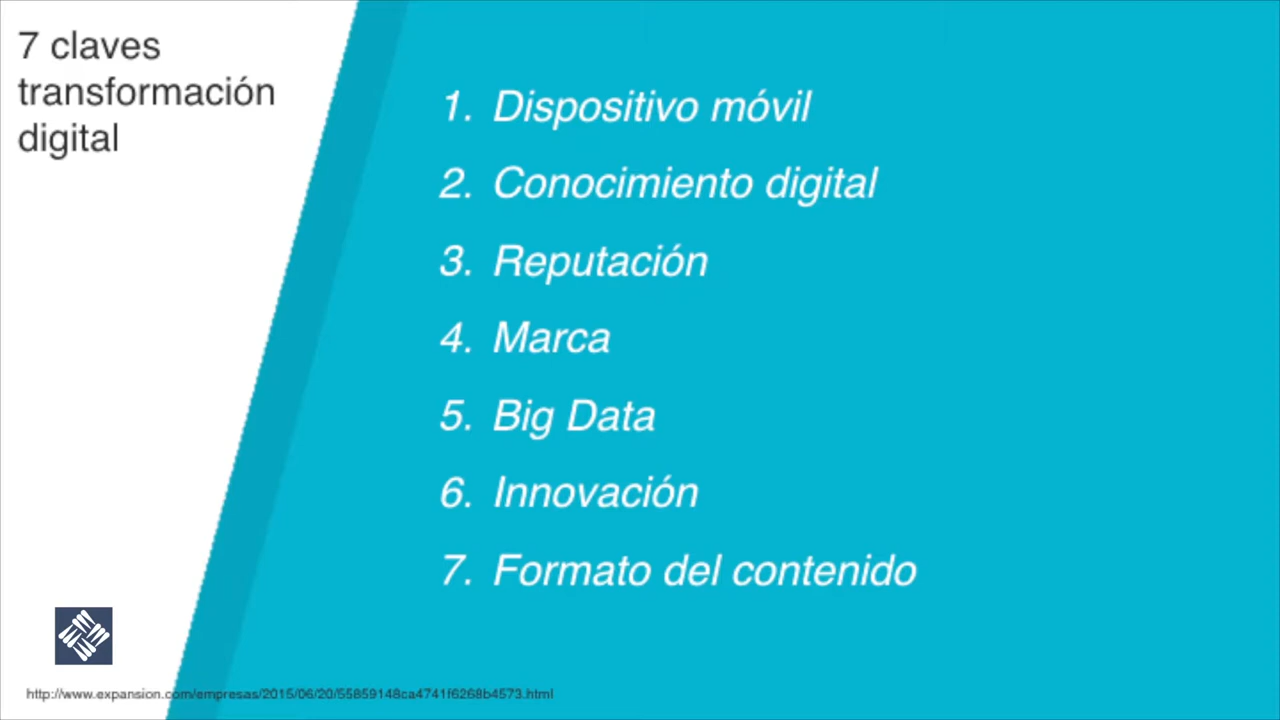 7 claves
transformación
digital
1. Dispositivo móvil
2. Conocimiento digital
3. Reputación
4. Marca
5. Big Data
6. Innovación
7. Formato del contenido
http://www.expansion.com/empresas/2015/06/20/55859148ca4741f6268b4573.html